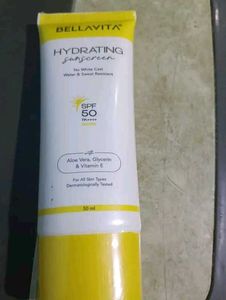 BELLAVITA®
HYDRATING
sunscreen
No White Cast
Water & Sweat Resistant
SPF
50
PA++++
Aloe Vera, Glycerin
& Vitamin E
For All Skin Types
Dermatologically Tested
50 ml